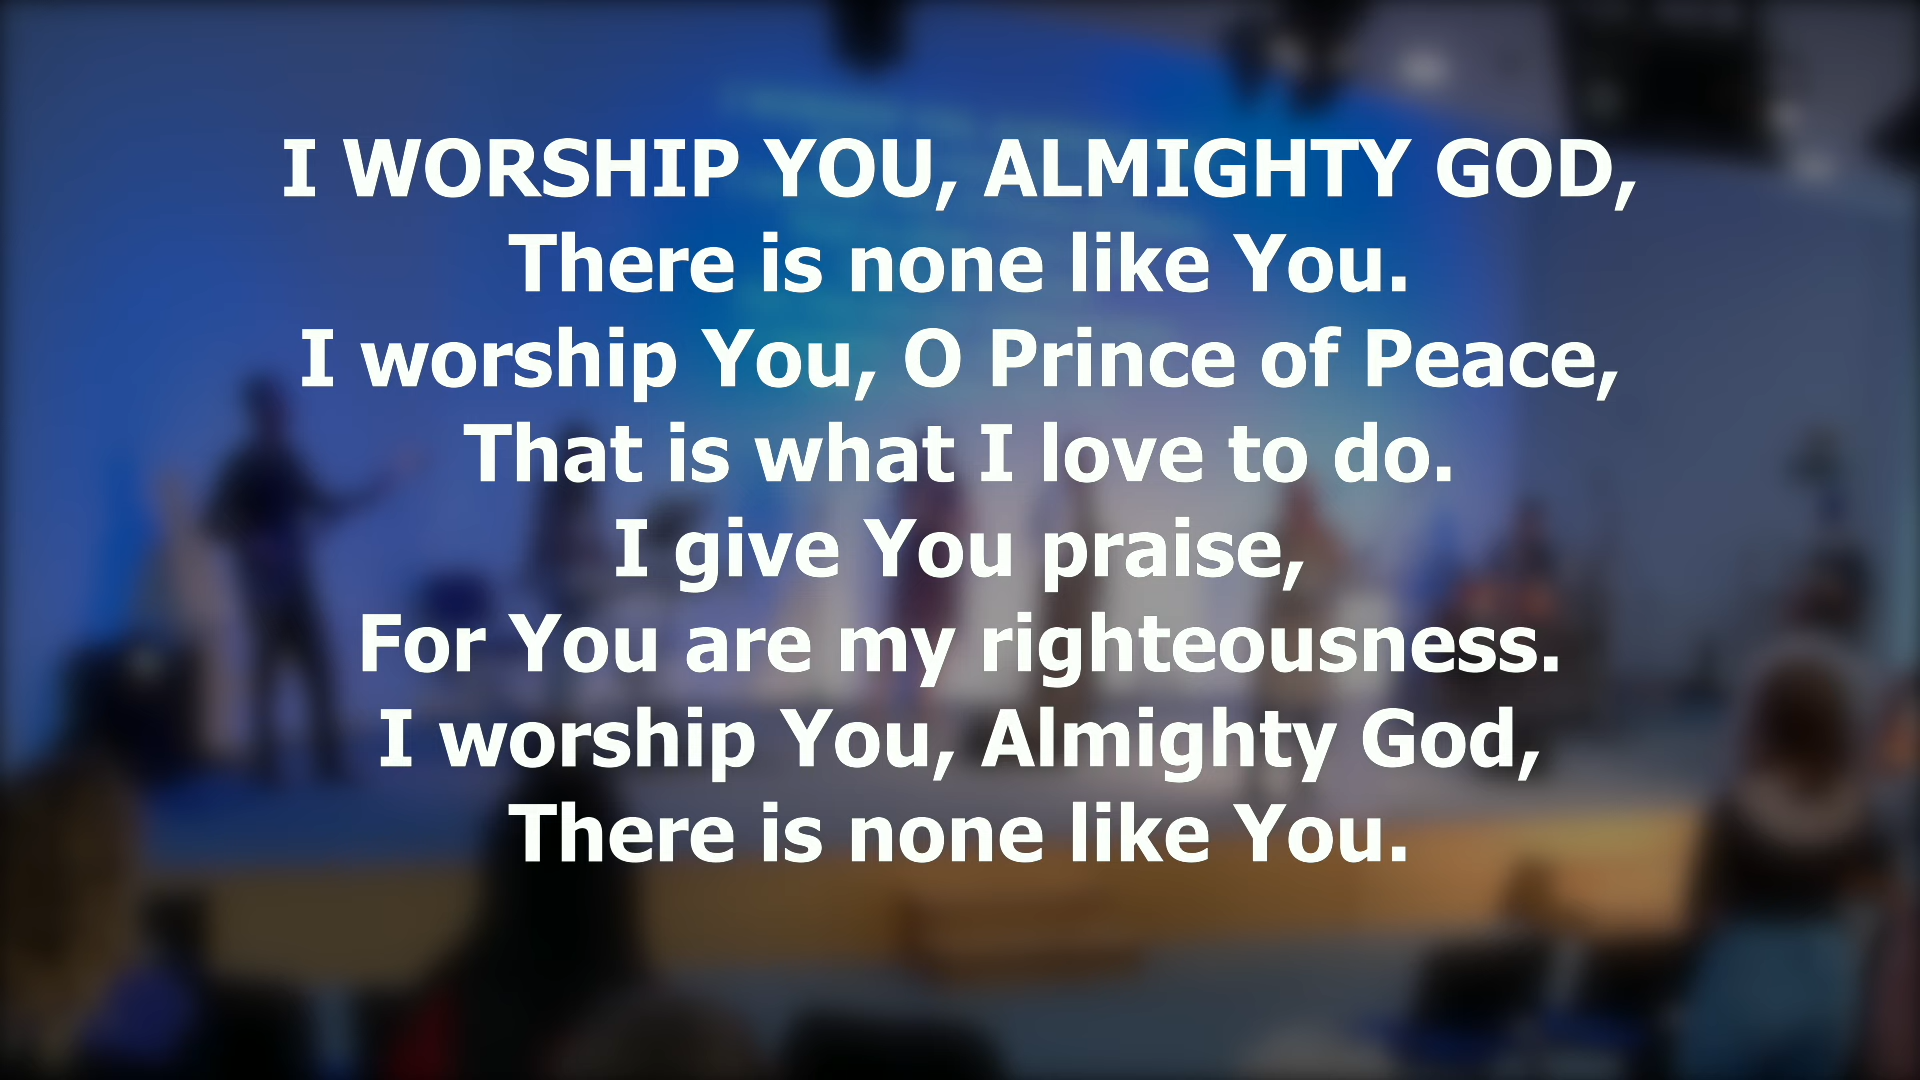 I WORSHIP YOU, ALMIGHTY GOD,
There is none like You.
I worship You, O Prince of Peace,
That is what I love to do.
I give You praise,
For You are my righteousness.
I worship You, Almighty God,
There is none like You.